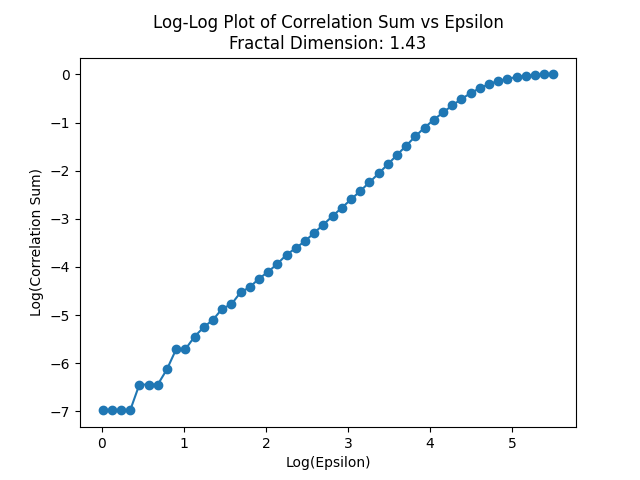 Log-Log Plot of Correlation Sum vs Epsilon
Fractal Dimension: 1.43
Log(Correlation Sum)
0
−1
−2
−3
−4
−5
−6
−7
0 1 2 3 4 5
Log(Epsilon)